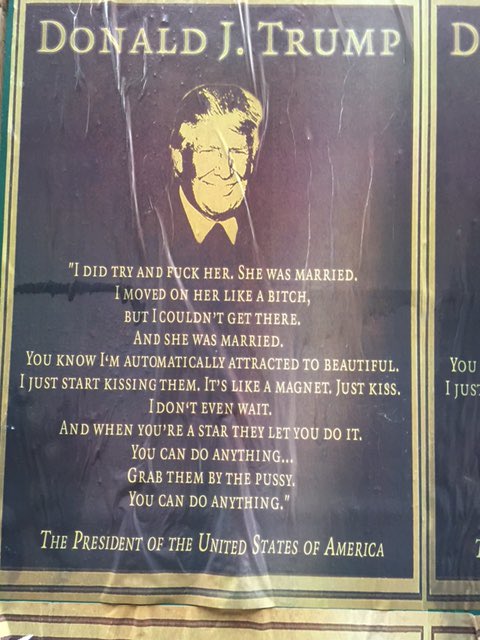 DONALD J. TRUMP
D
"I DID TRY AND FUCK HER. SHE WAS MARRIED.
I MOVED ON HER LIKE A BITCH,
BUT I COULDN'T GET THERE.
AND SHE WAS MARRIED.
YOU KNOW I'M AUTOMATICALLY ATTRACTED TO BEAUTIFUL.
I JUST START KISSING THEM. IT'S LIKE A MAGNET. JUST KISS.
I DON'T EVEN WAIT.
AND WHEN YOU'RE A STAR THEY LET YOU DO IT.
YOU CAN DO ANYTHING...
GRAB THEM BY THE PUSSY.
YOU CAN DO ANYTHING."
THE PRESIDENT OF THE UNITED STATES OF AMERICA
YOU
I JUS